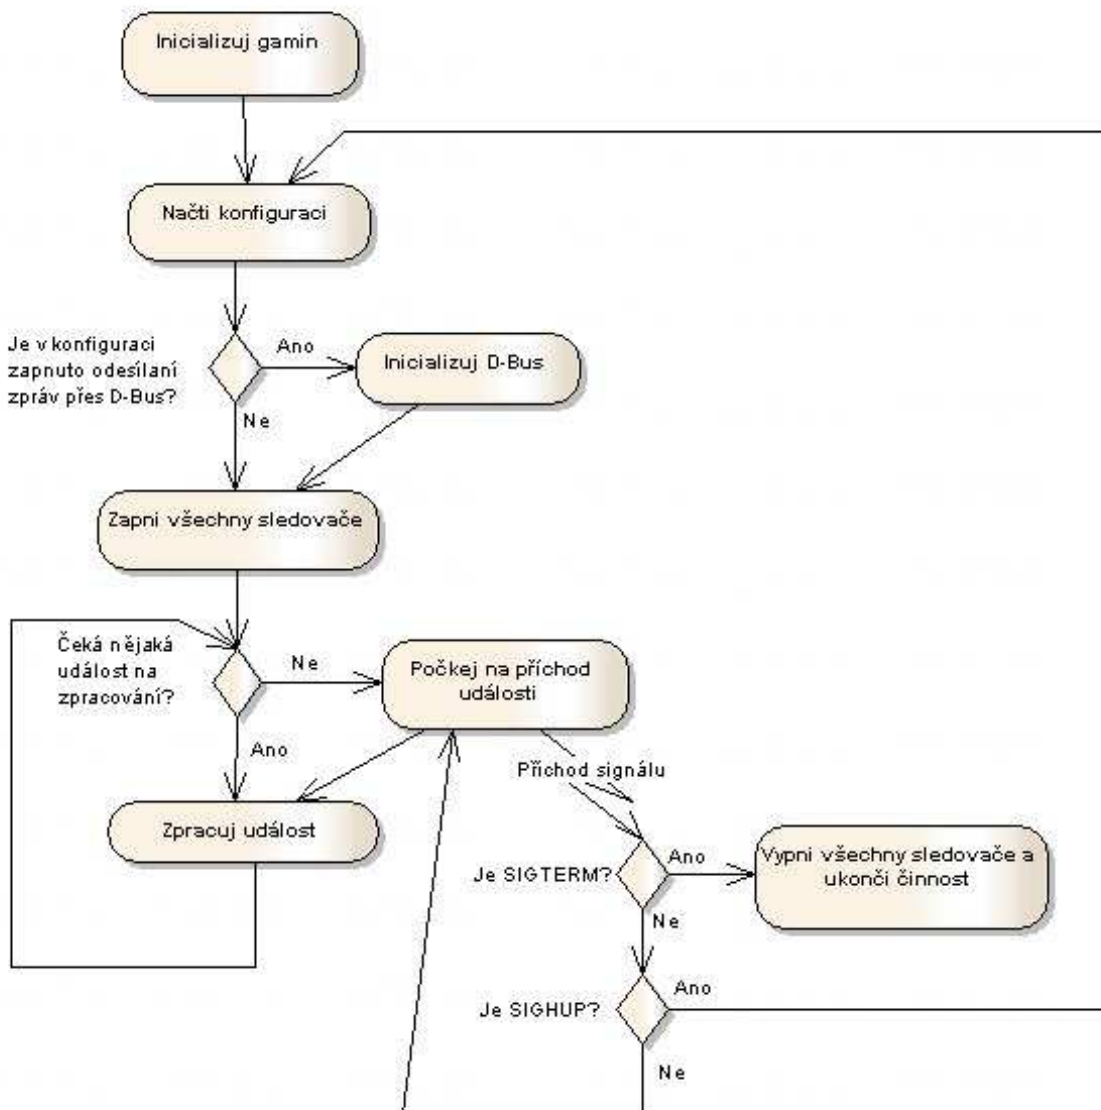 Inicializuj gamin
Načti konfiguraci
Je v konfiguraci
zapnuto odesílaní
zpráv přes D-Bus?
Ano
Inicializuj D-Bus
Ne
Zapni všechny sledovače
Čeká nějaká
událost na
zpracování?
Ne
Počkej na příchod
události
Ano
Příchod signálu
Zpracuj událost
Je SIGTERM?
Ano
Vypni všechny sledovače a
ukonči činnost
Ne
Je SIGHUP?
Ano
Ne